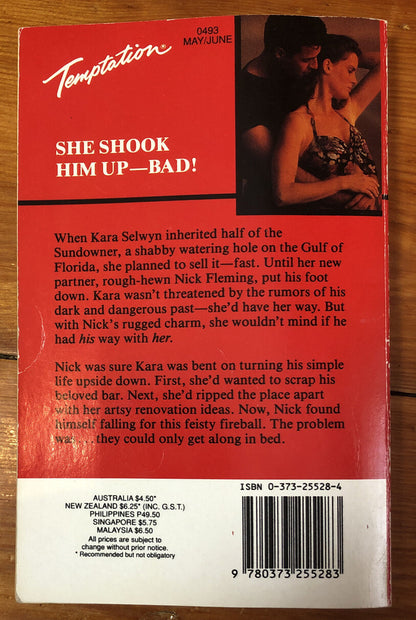 Temptation®
0493
MAY/JUNE
SHE SHOOK
HIM UP—BAD!
When Kara Selwyn inherited half of the
Sundowner, a shabby watering hole on the Gulf of
Florida, she planned to sell it—fast. Until her new
partner, rough-hewn Nick Fleming, put his foot
down. Kara wasn't threatened by the rumors of his
dark and dangerous past—she'd have her way. But
with Nick's rugged charm, she wouldn't mind if he
had his way with her.
Nick was sure Kara was bent on turning his simple
life upside down. First, she'd wanted to scrap his
beloved bar. Next, she'd ripped the place apart
with her artsy renovation ideas. Now, Nick found
himself falling for this feisty fireball. The problem
. . . they could only get along in bed.
ISBN 0-373-25528-4
AUSTRALIA $4.50*
NEW ZEALAND $6.25* (INC. G.S.T.)
PHILIPPINES P49.50
SINGAPORE $5.75
MALAYSIA $6.50
All prices are subject to
change without prior notice.
* Recommended but not obligatory
9 780373 255283